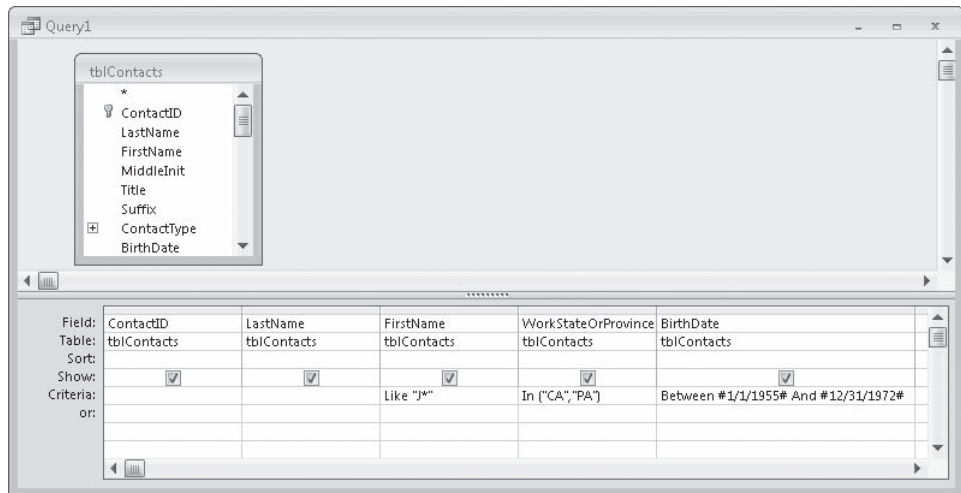 Query1
tblContacts
*
ContactID
LastName
FirstName
MiddleInit
Title
Suffix
ContactType
BirthDate
Field: ContactID LastName FirstName WorkStateOrProvince BirthDate
Table: tblContacts tblContacts tblContacts tblContacts tblContacts
Sort:
Show:
Criteria: Like "J*" In ("CA","PA") Between #1/1/1955# And #12/31/1972#
or: